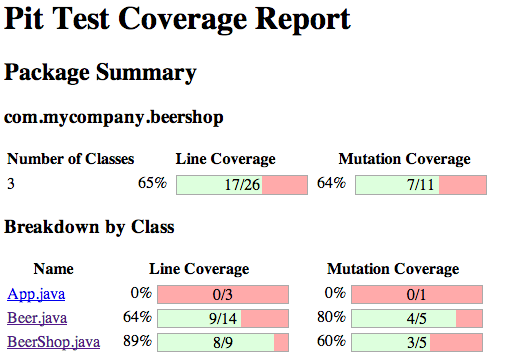 Pit Test Coverage Report
Package Summary
com.mycompany.beershop
Number of Classes Line Coverage Mutation Coverage
3 65% 17/26 64% 7/11
Breakdown by Class
Name Line Coverage Mutation Coverage
App.java 0% 0/3 0% 0/1
Beer.java 64% 9/14 80% 4/5
BeerShop.java 89% 8/9 60% 3/5